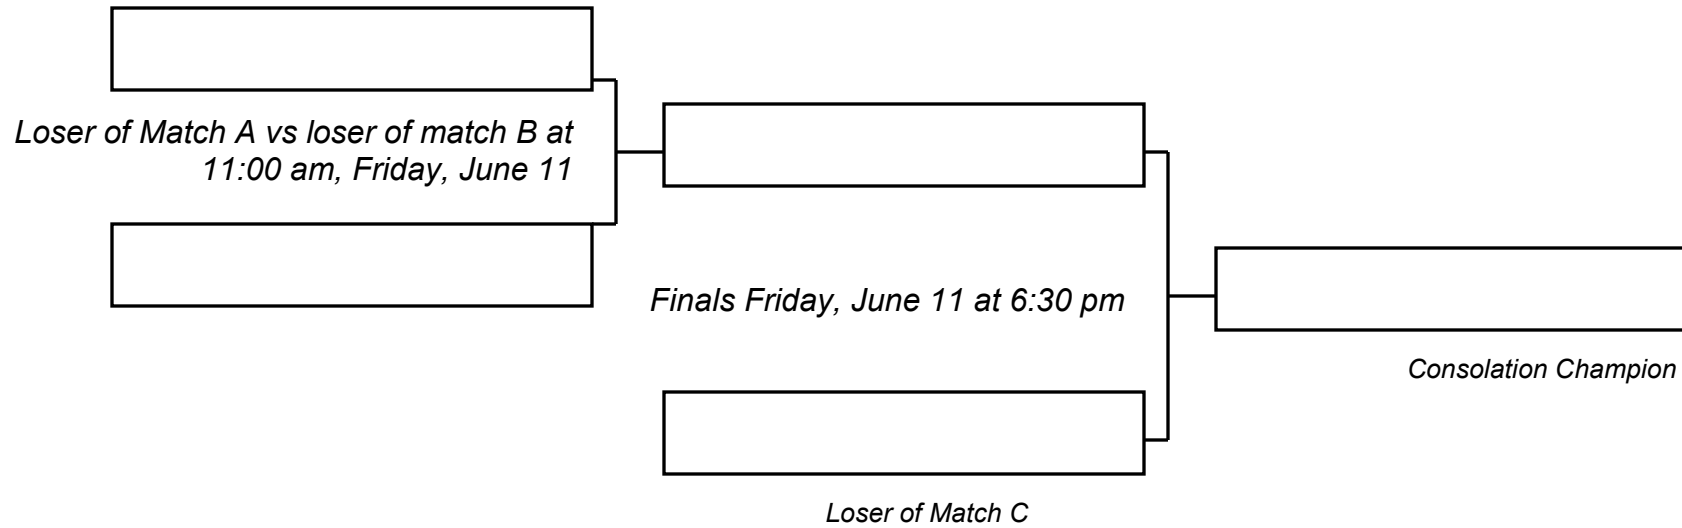 Loser of Match A vs loser of match B at
11:00 am, Friday, June 11
Finals Friday, June 11 at 6:30 pm
Consolation Champion
Loser of Match C